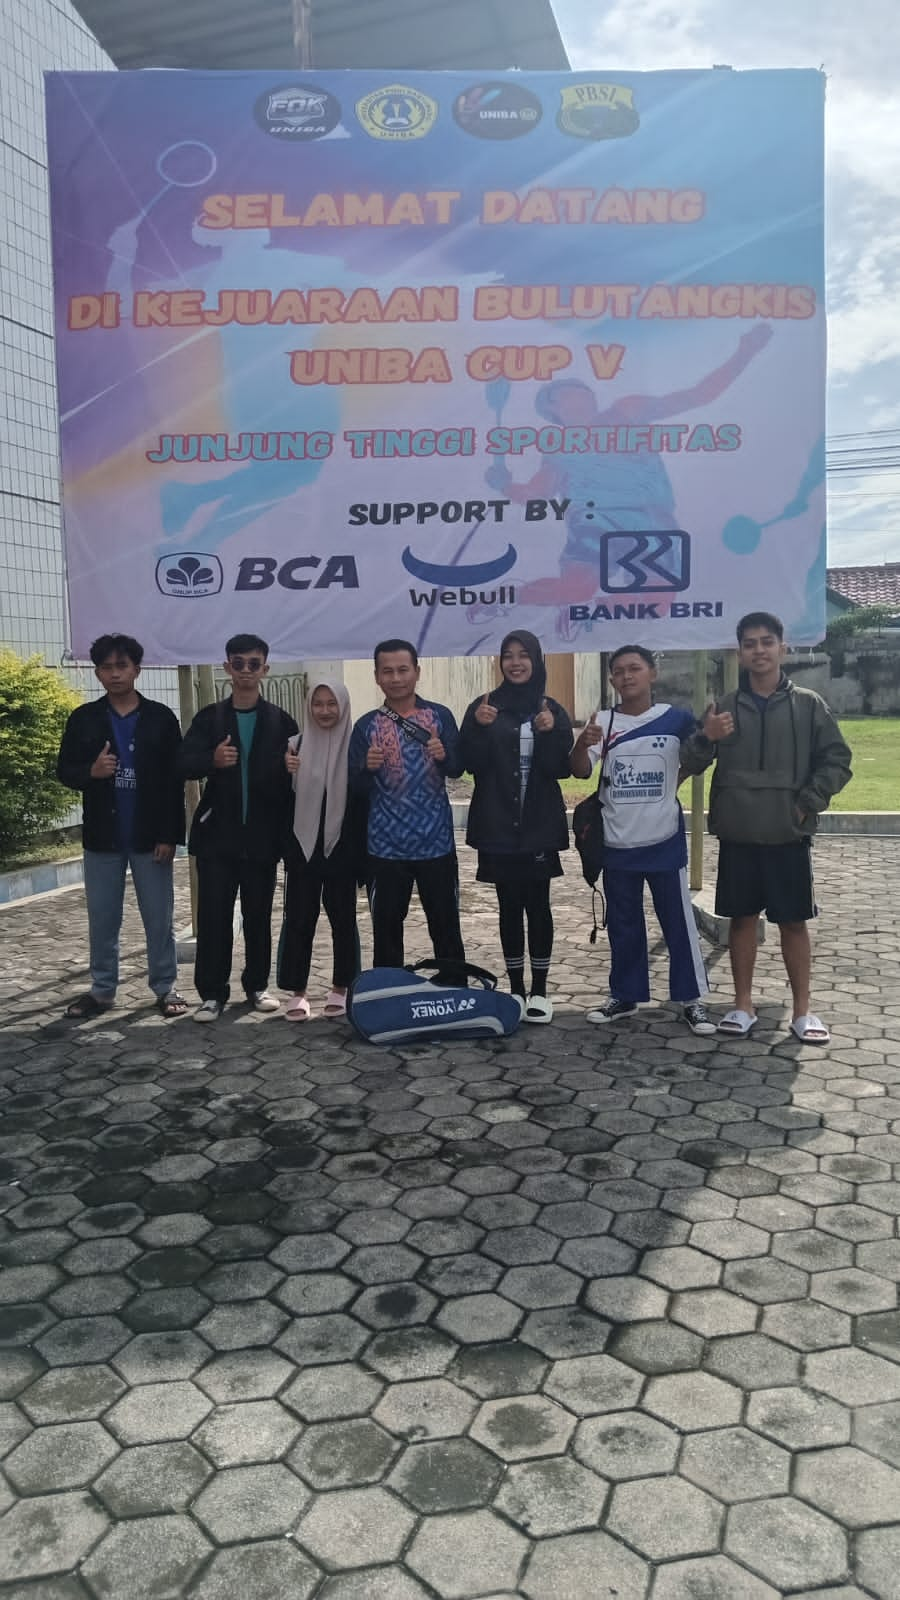 FOK
UNIBA
UNIBA
UNIBA
PBSI
SELAMAT DATANG
DI KEJUARAAN BULUTANGKIS
UNIBA CUP V
JUNJUNG TINGGI SPORTIFITAS
SUPPORT BY :
GRUP BCA
BCA
Webull
BANK BRI
AL-AZHAR
YONEX